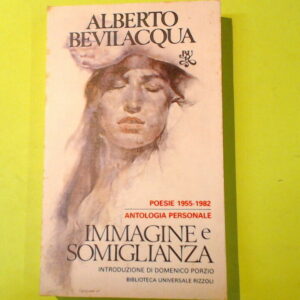 ALBERTO
BEVILACQUA
BUR
POESIE 1955-1982
ANTOLOGIA PERSONALE
IMMAGINE e
SOMIGLIANZA
INTRODUZIONE DI DOMENICO PORZIO
BIBLIOTECA UNIVERSALE RIZZOLI